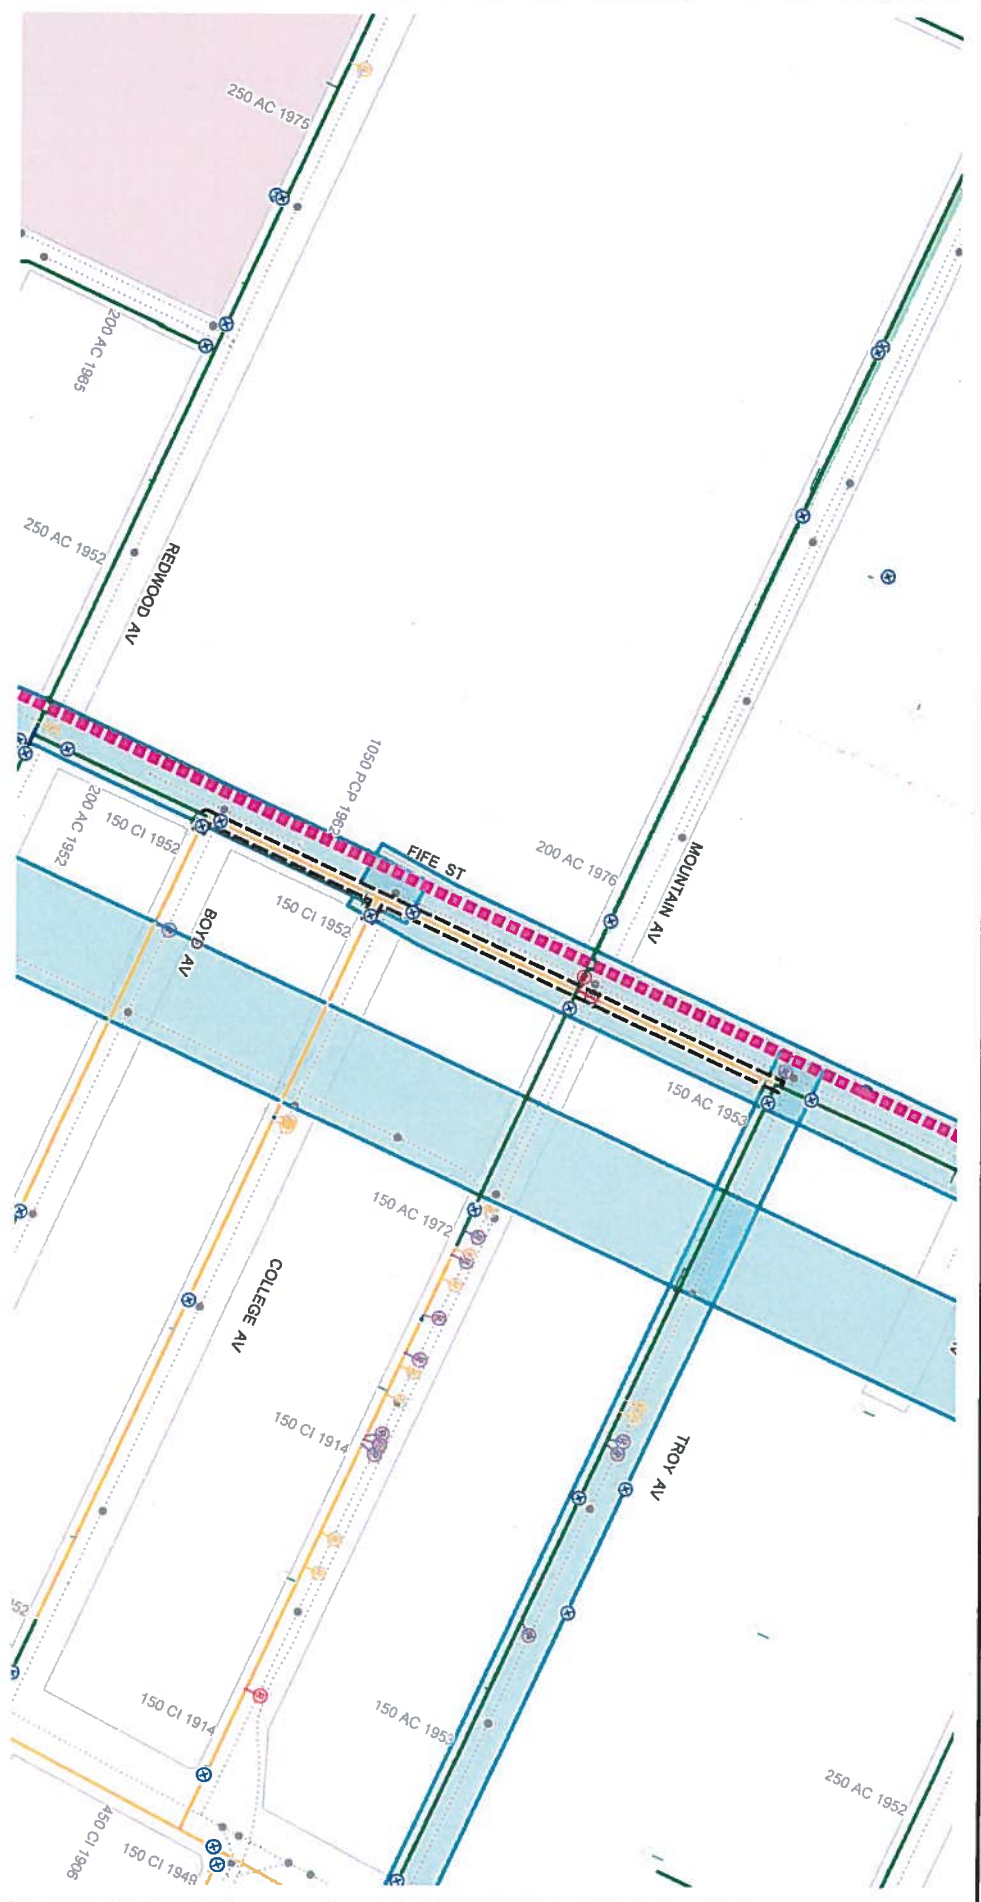 250 AC 1975
200 AC 1965
250 AC 1952
REDWOOD AV
1050 PCP 1962
200 AC 1952
150 CI 1952
FIFE ST
200 AC 1976
MOUNTAIN AV
150 CI 1952
BOYD AV
150 AC 1953
150 AC 1972
COLLEGE AV
150 CI 1914
TROY AV
52
150 CI 1914
150 AC 1953
250 AC 1952
450 CI 1906
150 CI 1949